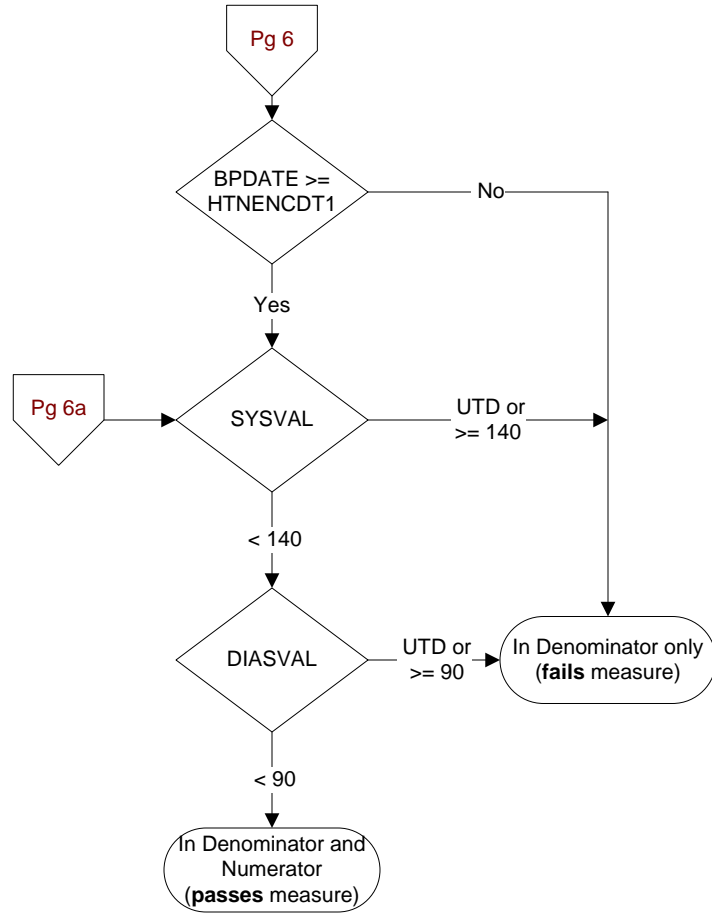 Pg 6
BPDATE >=
HTNENCDT1
No
Yes
Pg 6a
SYSVAL
UTD or
>= 140
< 140
DIASVAL
UTD or
>= 90
In Denominator only
(fails measure)
< 90
In Denominator and
Numerator
(passes measure)